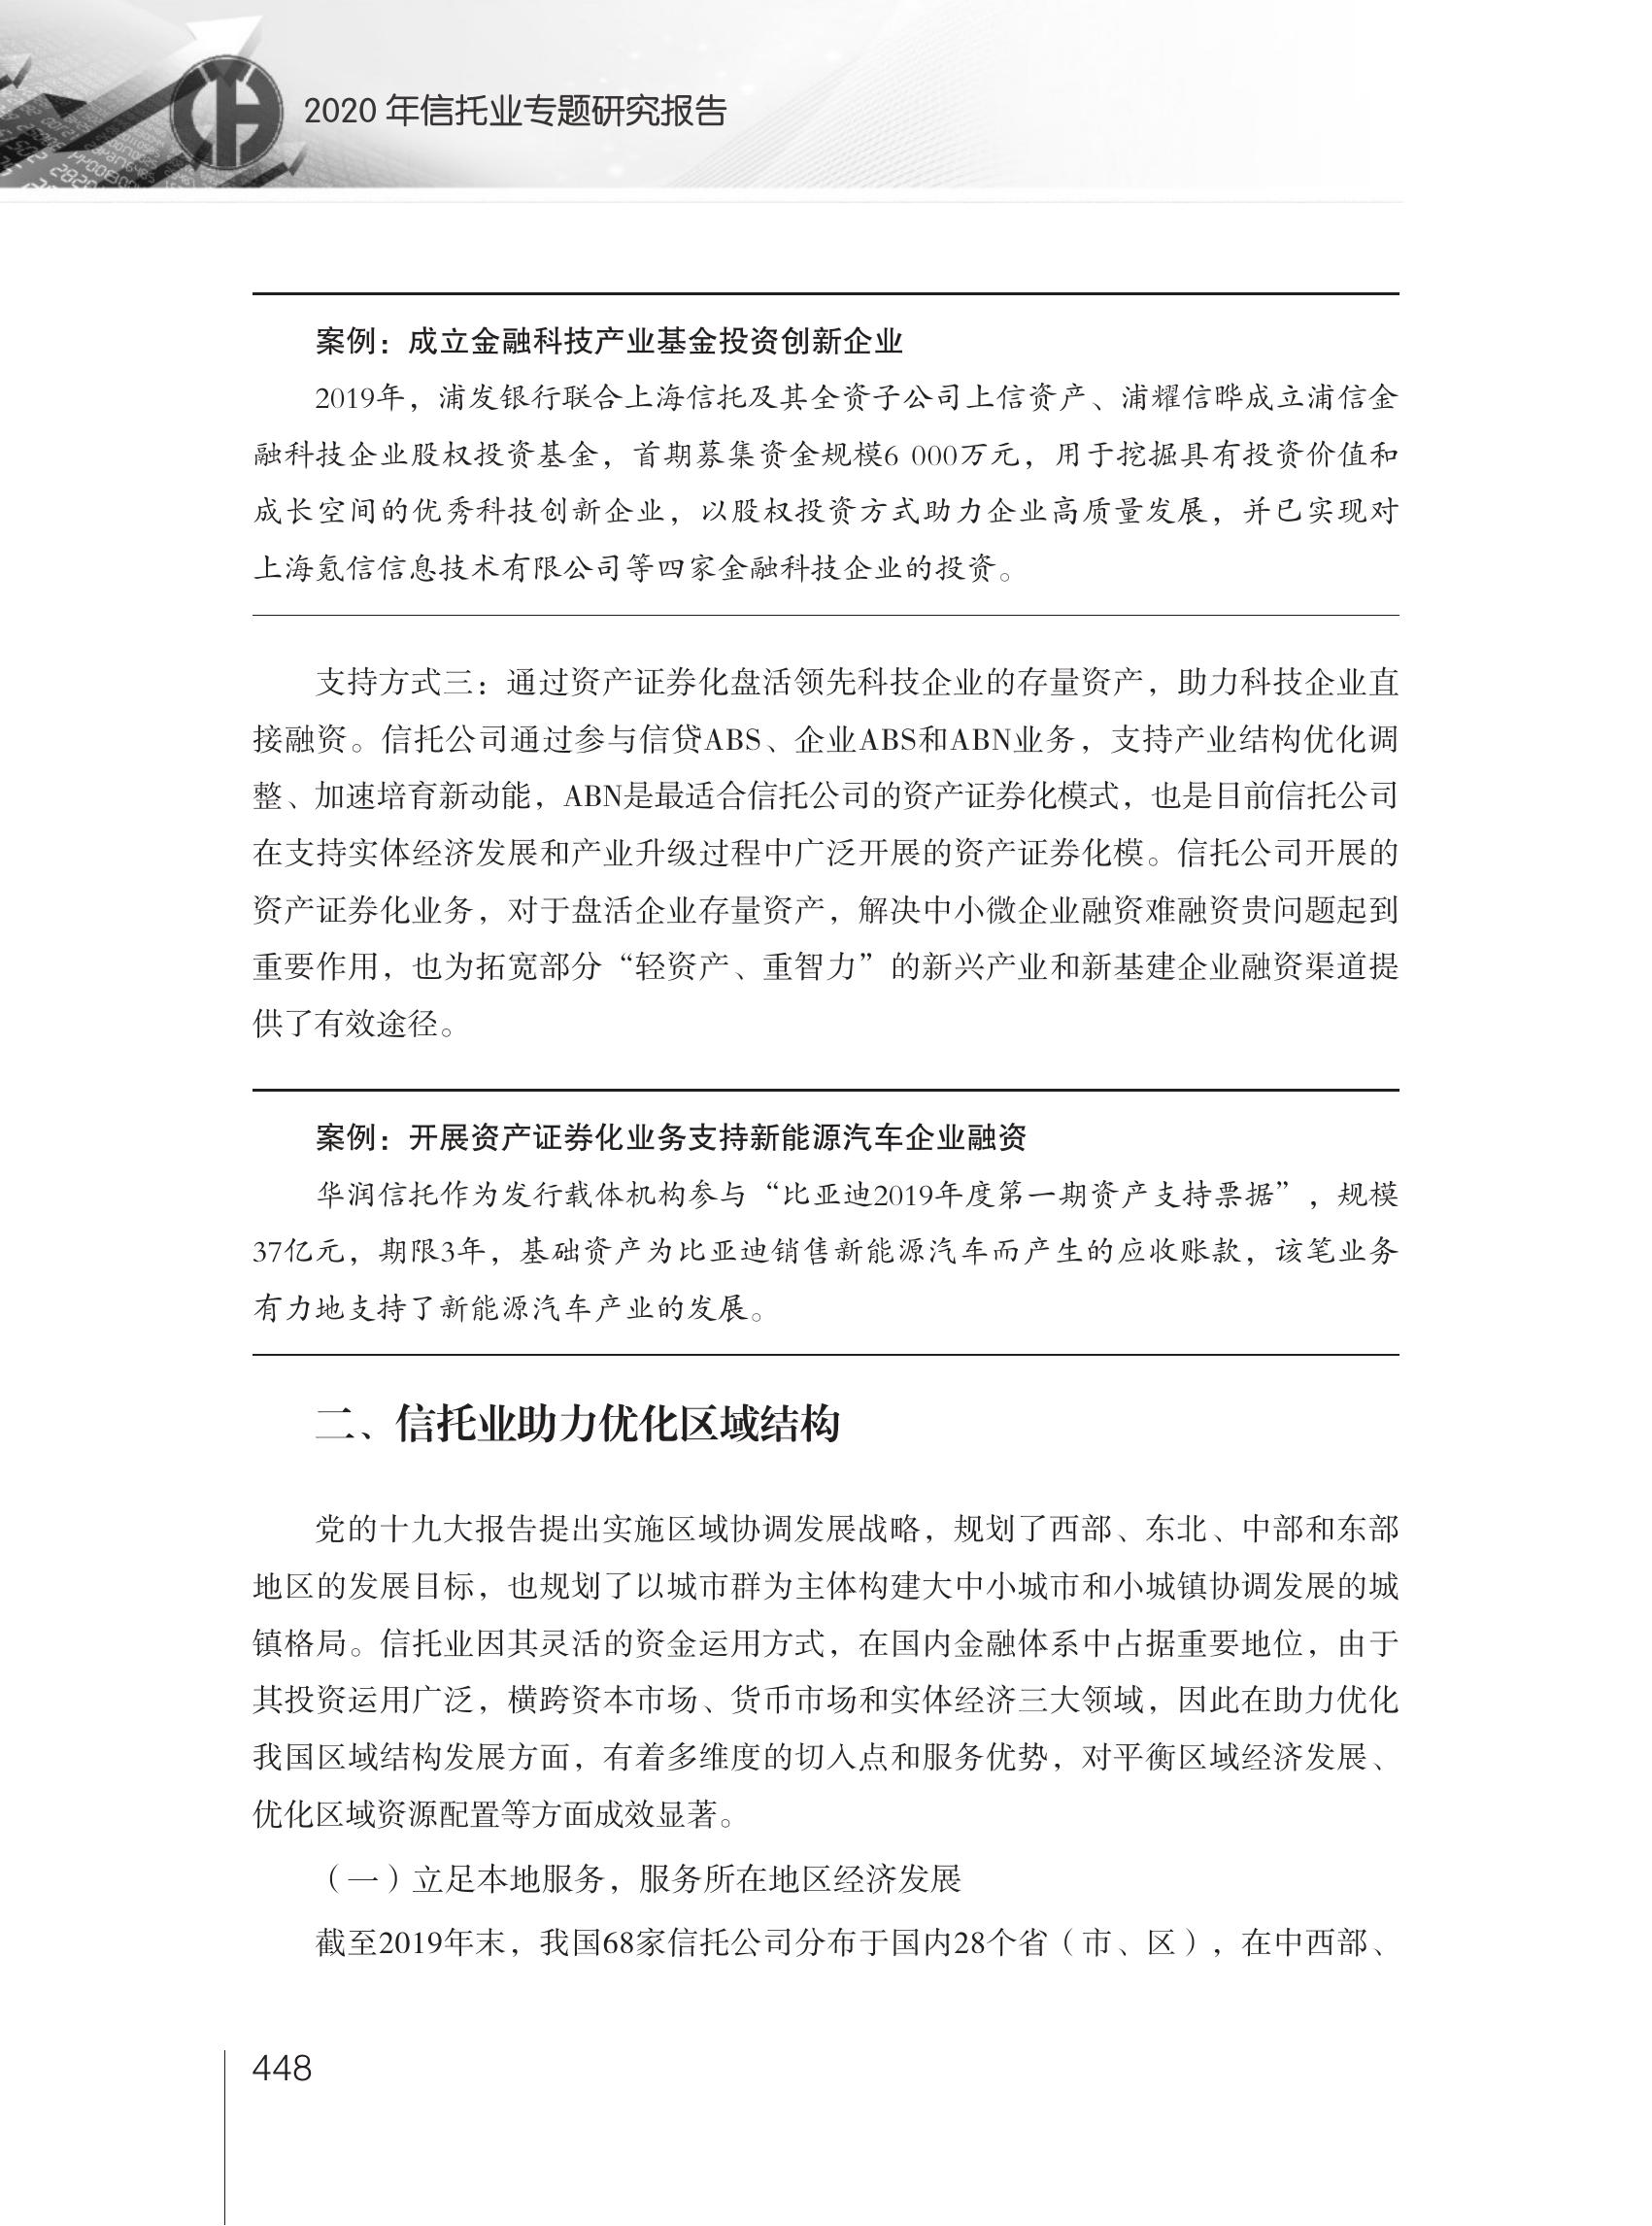 2020 年信托业专题研究报告
案例：成立金融科技产业基金投资创新企业
2019年，浦发银行联合上海信托及其全资子公司上信资产、浦耀信晔成立浦信金
融科技企业股权投资基金，首期募集资金规模6 000万元，用于挖掘具有投资价值和
成长空间的优秀科技创新企业，以股权投资方式助力企业高质量发展，并已实现对
上海氪信信息技术有限公司等四家金融科技企业的投资。
支持方式三：通过资产证券化盘活领先科技企业的存量资产，助力科技企业直
接融资。信托公司通过参与信贷ABS、企业ABS和ABN业务，支持产业结构优化调
整、加速培育新动能，ABN是最适合信托公司的资产证券化模式，也是目前信托公司
在支持实体经济发展和产业升级过程中广泛开展的资产证券化模。信托公司开展的
资产证券化业务，对于盘活企业存量资产，解决中小微企业融资难融资贵问题起到
重要作用，也为拓宽部分“轻资产、重智力”的新兴产业和新基建企业融资渠道提
供了有效途径。
案例：开展资产证券化业务支持新能源汽车企业融资
华润信托作为发行载体机构参与“比亚迪2019年度第一期资产支持票据”，规模
37亿元，期限3年，基础资产为比亚迪销售新能源汽车而产生的应收账款，该笔业务
有力地支持了新能源汽车产业的发展。
二、信托业助力优化区域结构
党的十九大报告提出实施区域协调发展战略，规划了西部、东北、中部和东部
地区的发展目标，也规划了以城市群为主体构建大中小城市和小城镇协调发展的城
镇格局。信托业因其灵活的资金运用方式，在国内金融体系中占据重要地位，由于
其投资运用广泛，横跨资本市场、货币市场和实体经济三大领域，因此在助力优化
我国区域结构发展方面，有着多维度的切入点和服务优势，对平衡区域经济发展、
优化区域资源配置等方面成效显著。
（一）立足本地服务，服务所在地区经济发展
截至2019年末，我国68家信托公司分布于国内28个省（市、区），在中西部、
448